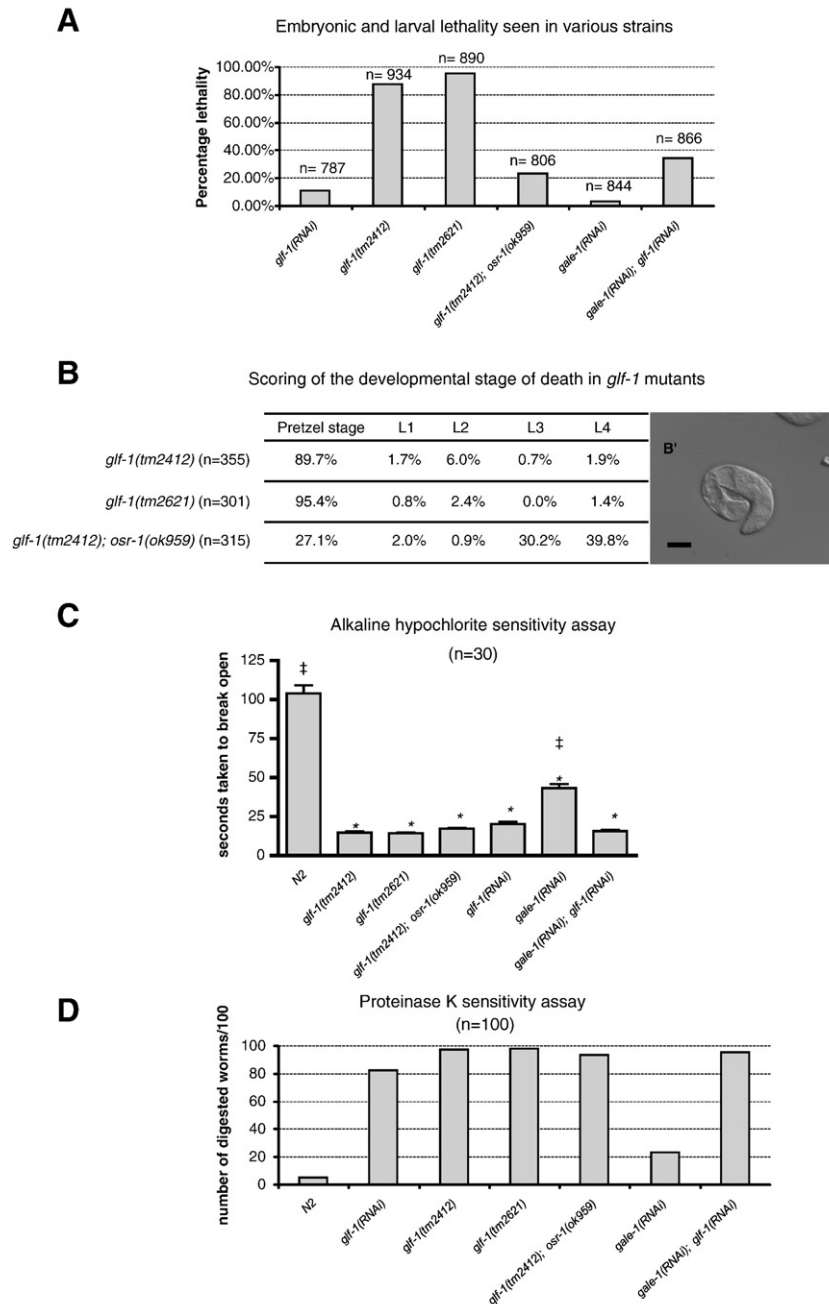 A
Embryonic and larval lethality seen in various strains
Percentage lethality
100.00%
80.00%
60.00%
40.00%
20.00%
0.00%
n= 787
n= 934
n= 890
n= 806
n= 844
n= 866
glf-1(RNAi)
glf-1(tm2412)
glf-1(tm2621)
glf-1(tm2412); osr-1(ok959)
gale-1(RNAi)
gale-1(RNAi); glf-1(RNAi)
B
Scoring of the developmental stage of death in glf-1 mutants
Pretzel stage L1 L2 L3 L4
glf-1(tm2412) (n=355) 89.7% 1.7% 6.0% 0.7% 1.9%
glf-1(tm2621) (n=301) 95.4% 0.8% 2.4% 0.0% 1.4%
glf-1(tm2412); osr-1(ok959) (n=315) 27.1% 2.0% 0.9% 30.2% 39.8%
B'
C
Alkaline hypochlorite sensitivity assay
(n=30)
seconds taken to break open
125
100
75
50
25
0
‡
*
*
*
*
‡
*
*
N2
glf-1(tm2412)
glf-1(tm2621)
glf-1(tm2412); osr-1(ok959)
glf-1(RNAi)
gale-1(RNAi)
gale-1(RNAi); glf-1(RNAi)
D
Proteinase K sensitivity assay
(n=100)
number of digested worms/100
100
80
60
40
20
0
N2
glf-1(RNAi)
glf-1(tm2412)
glf-1(tm2621)
glf-1(tm2412); osr-1(ok959)
gale-1(RNAi)
gale-1(RNAi); glf-1(RNAi)